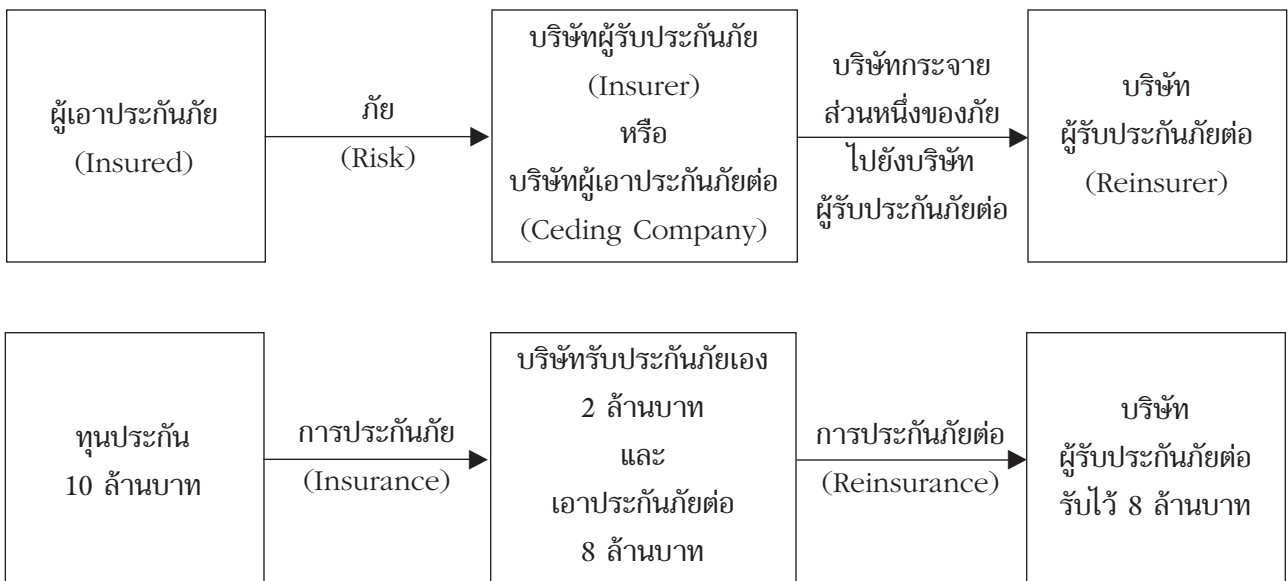 ผู้เอาประกันภัย
(Insured)
ภัย
(Risk)
บริษัทผู้รับประกันภัย
(Insurer)
หรือ
บริษัทผู้เอาประกันภัยต่อ
(Ceding Company)
บริษัทกระจาย
ส่วนหนึ่งของภัย
ไปยังบริษัท
ผู้รับประกันภัยต่อ
บริษัท
ผู้รับประกันภัยต่อ
(Reinsurer)
ทุนประกัน
10 ล้านบาท
การประกันภัย
(Insurance)
บริษัทรับประกันภัยเอง
2 ล้านบาท
และ
เอาประกันภัยต่อ
8 ล้านบาท
การประกันภัยต่อ
(Reinsurance)
บริษัท
ผู้รับประกันภัยต่อ
รับไว้ 8 ล้านบาท